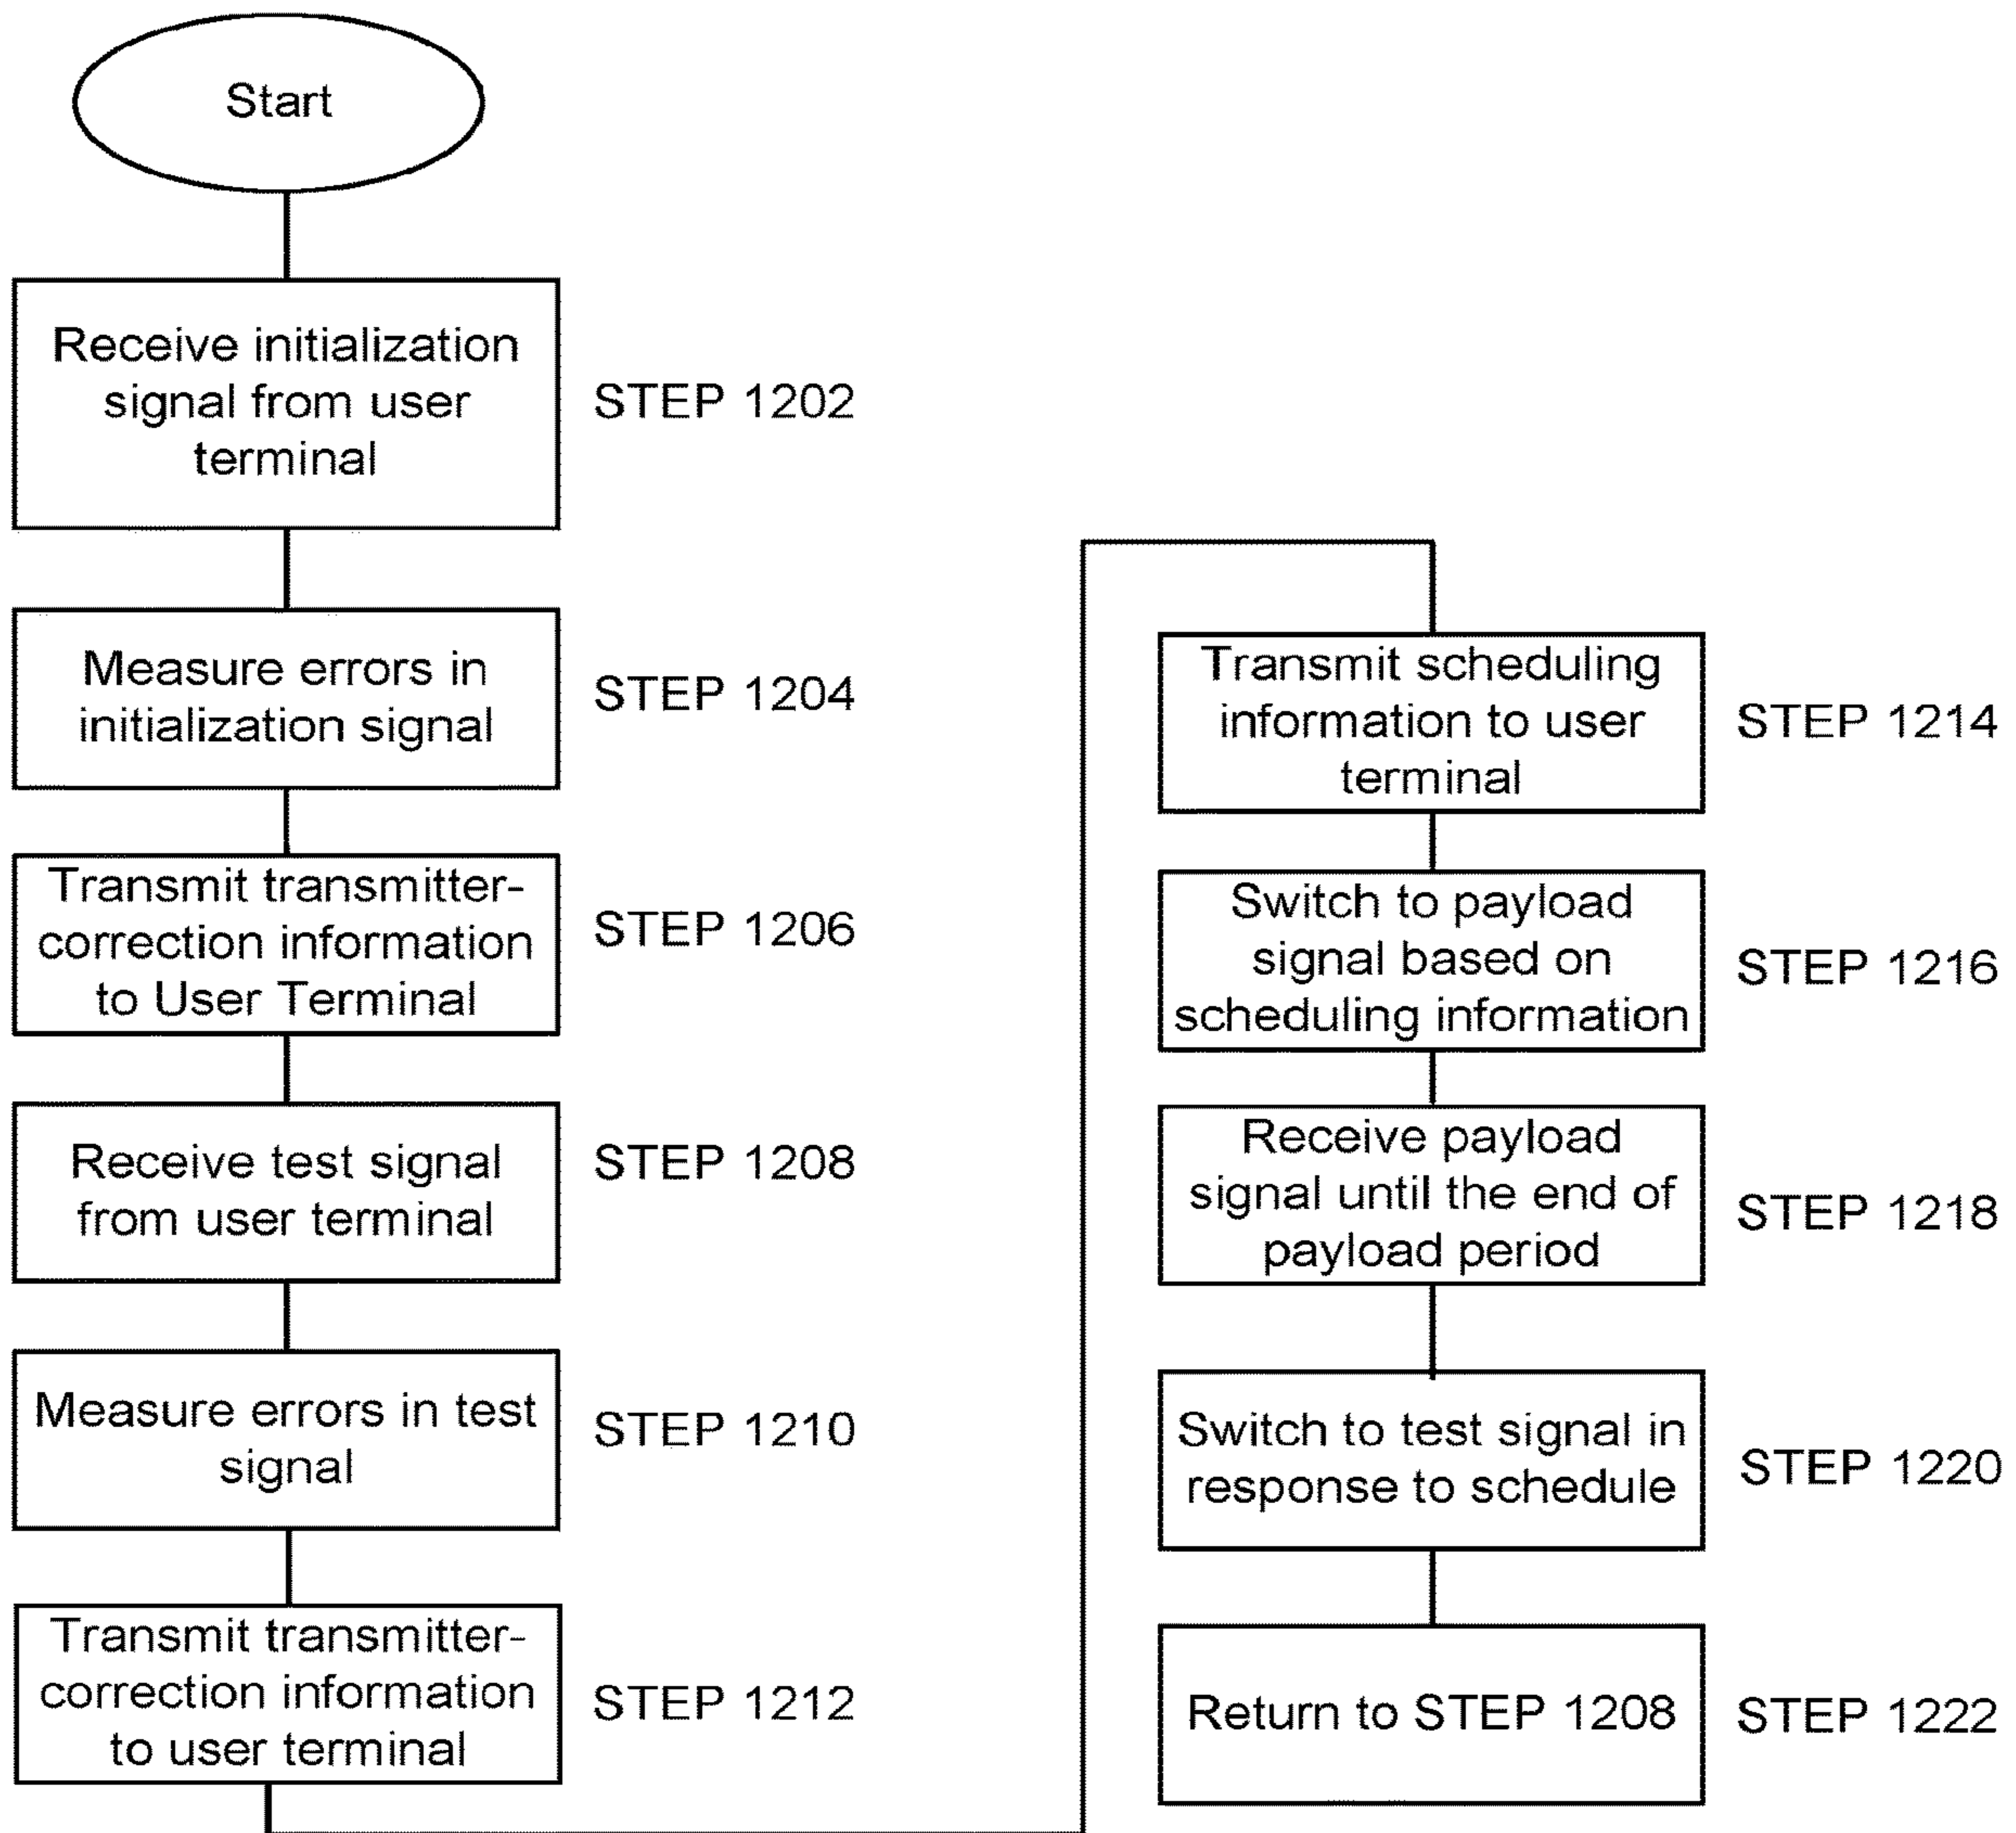 Start
Receive initialization
signal from user
terminal
STEP 1202
Measure errors in
initialization signal
STEP 1204
Transmit transmitter-
correction information
to User Terminal
STEP 1206
Receive test signal
from user terminal
STEP 1208
Measure errors in test
signal
STEP 1210
Transmit transmitter-
correction information
to user terminal
STEP 1212
Transmit scheduling
information to user
terminal
STEP 1214
Switch to payload
signal based on
scheduling information
STEP 1216
Receive payload
signal until the end of
payload period
STEP 1218
Switch to test signal in
response to schedule
STEP 1220
Return to STEP 1208
STEP 1222